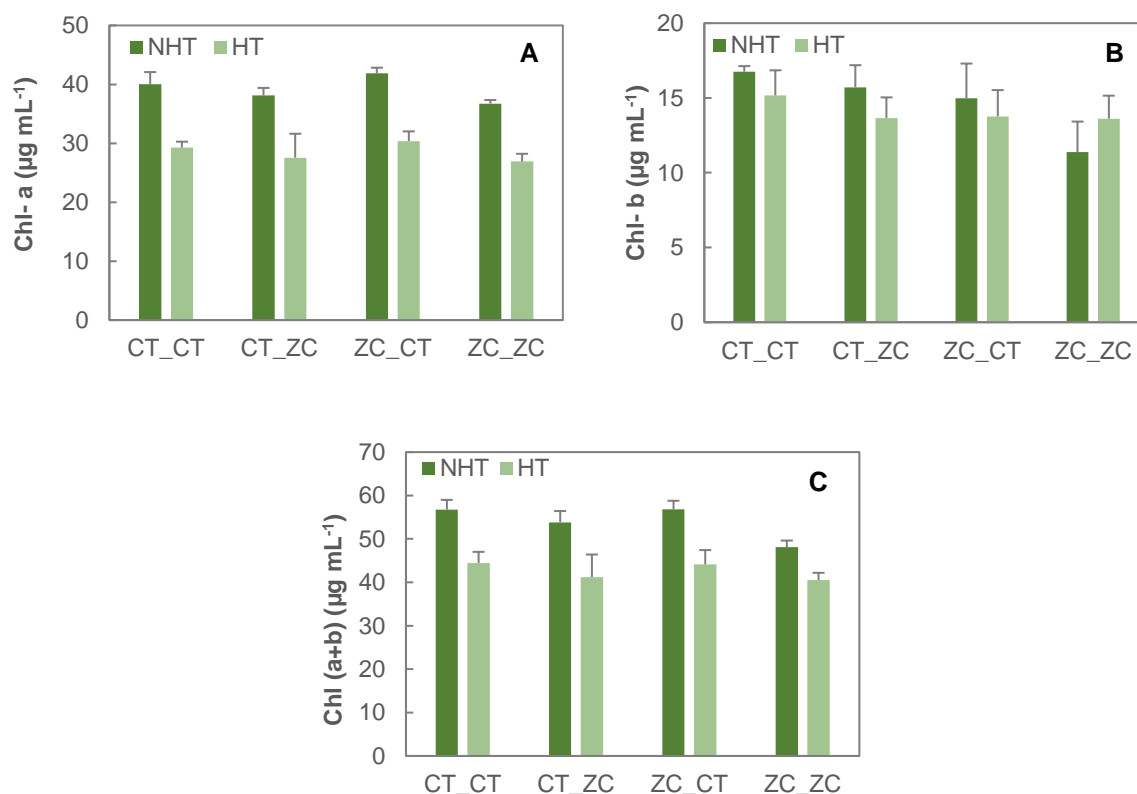 50
40
30
20
10
0
Chl- a (µg mL-1)
NHT HT
A
CT_CT CT_ZC ZC_CT ZC_ZC
20
15
10
5
0
Chl- b (µg mL-1)
NHT HT
B
CT_CT CT_ZC ZC_CT ZC_ZC
70
60
50
40
30
20
10
0
Chl (a+b) (µg mL-1)
NHT HT
C
CT_CT CT_ZC ZC_CT ZC_ZC